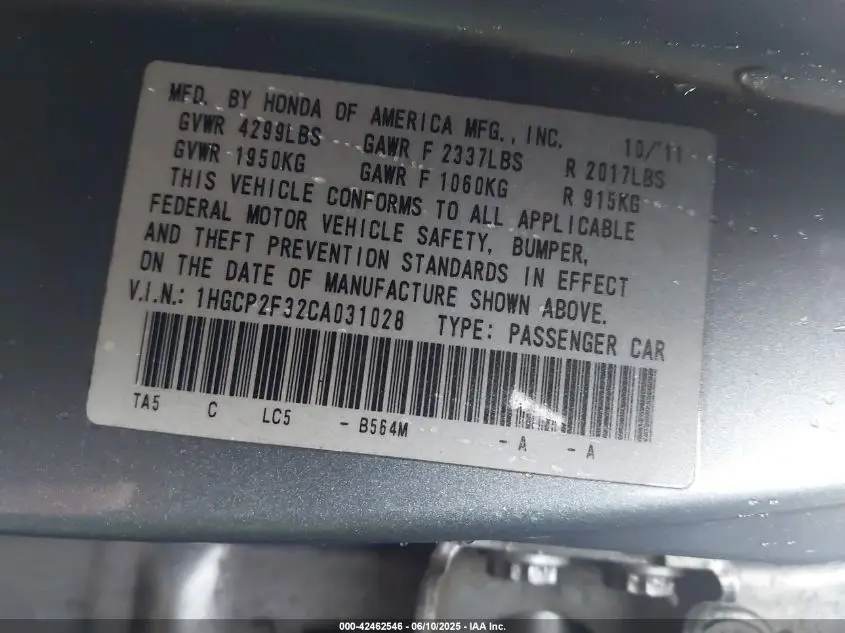 MFD. BY HONDA OF AMERICA MFG., INC. 10/'11
GVWR 4299LBS GAWR F 2337LBS R 2017LBS
GVWR 1950KG GAWR F 1060KG R 915KG
THIS VEHICLE CONFORMS TO ALL APPLICABLE
FEDERAL MOTOR VEHICLE SAFETY, BUMPER,
AND THEFT PREVENTION STANDARDS IN EFFECT
ON THE DATE OF MANUFACTURE SHOWN ABOVE.
V.I.N.: 1HGCP2F32CA031028 TYPE: PASSENGER CAR
TA5 C LC5 - B564M - A - A
000-42462546 - 06/10/2025 - IAA Inc.